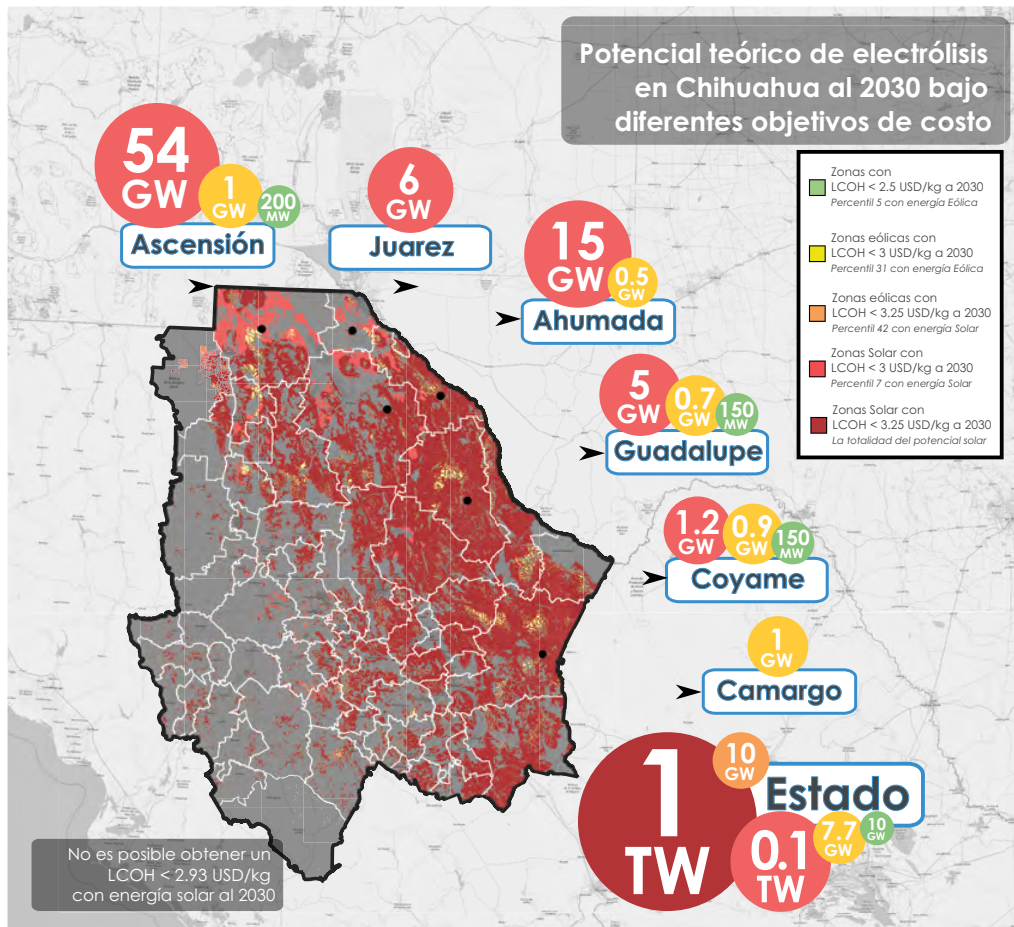 Potencial teórico de electrólisis
en Chihuahua al 2030 bajo
diferentes objetivos de costo
Zonas con
LCOH < 2.5 USD/kg a 2030
Percentil 5 con energía Eólica
Zonas eólicas con
LCOH < 3 USD/kg a 2030
Percentil 31 con energía Eólica
Zonas eólicas con
LCOH < 3.25 USD/kg a 2030
Percentil 42 con energía Solar
Zonas Solar con
LCOH < 3 USD/kg a 2030
Percentil 7 con energía Solar
Zonas Solar con
LCOH < 3.25 USD/kg a 2030
La totalidad del potencial solar
54
GW
1
GW
200
MW
Ascensión
6
GW
Juarez
15
GW
0.5
GW
Ahumada
5
GW
0.7
GW
150
MW
Guadalupe
1.2
GW
0.9
GW
150
MW
Coyame
1
GW
Camargo
1
TW
10
GW
Estado
0.1
TW
7.7
GW
10
GW
No es posible obtener un
LCOH < 2.93 USD/kg
con energía solar al 2030